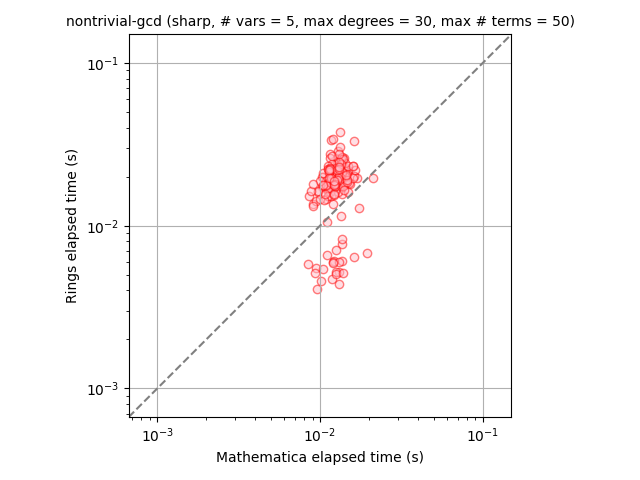 nontrivial-gcd (sharp, # vars = 5, max degrees = 30, max # terms = 50)
10⁻¹
10⁻²
10⁻³
Rings elapsed time (s)
10⁻³
10⁻²
10⁻¹
Mathematica elapsed time (s)